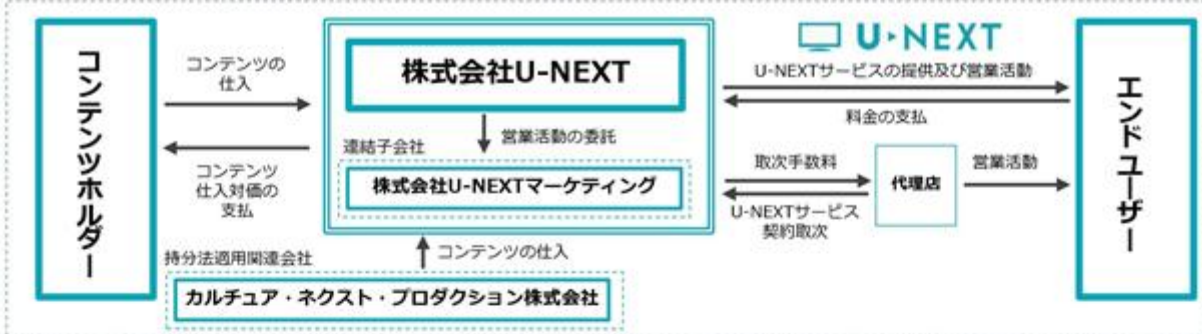 コンテンツホルダー
コンテンツの
仕入
コンテンツ
仕入対価の
支払
株式会社U-NEXT
営業活動の委託
連結子会社
株式会社U-NEXTマーケティング
コンテンツの仕入
持分法適用関連会社
カルチュア・ネクスト・プロダクション株式会社
U-NEXT
U-NEXTサービスの提供及び営業活動
料金の支払
取次手数料
U-NEXTサービス
契約取次
代理店
営業活動
エンドユーザー